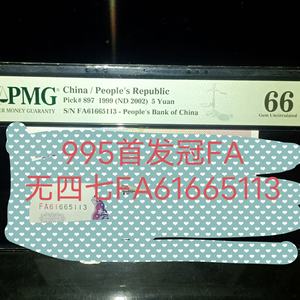 PMG
PAPER MONEY GUARANTY
China / People's Republic
Pick# 897 1999 (ND 2002) 5 Yuan
S/N FA61665113 - People's Bank of China
66
Gem Uncirculated
995首发冠FA
无四七FA61665113
FA61665113